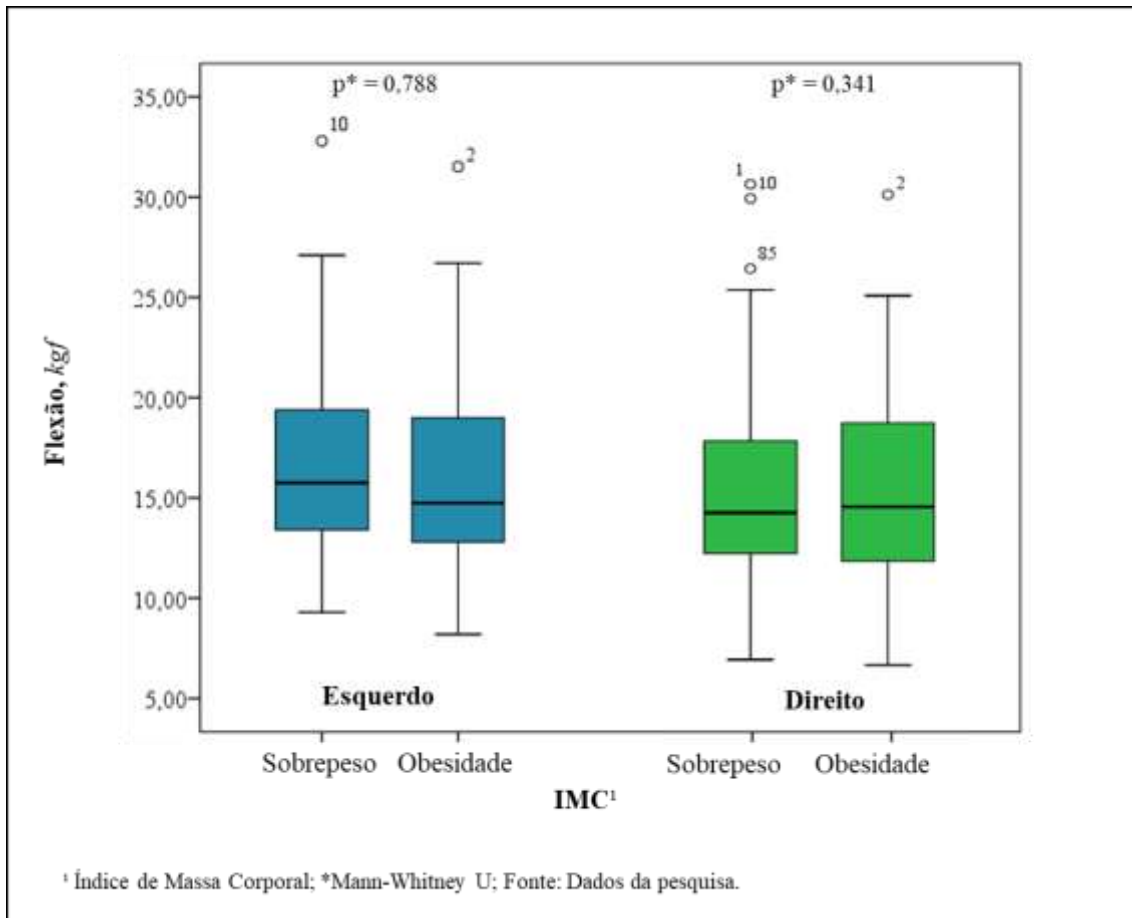 p* = 0,788
p* = 0,341
35,00
30,00
25,00
20,00
15,00
10,00
5,00
Flexão, kgf
10
2
1
10
85
2
Esquerdo
Direito
Sobrepeso Obesidade
Sobrepeso Obesidade
IMC¹
¹ Índice de Massa Corporal; *Mann-Whitney U; Fonte: Dados da pesquisa.